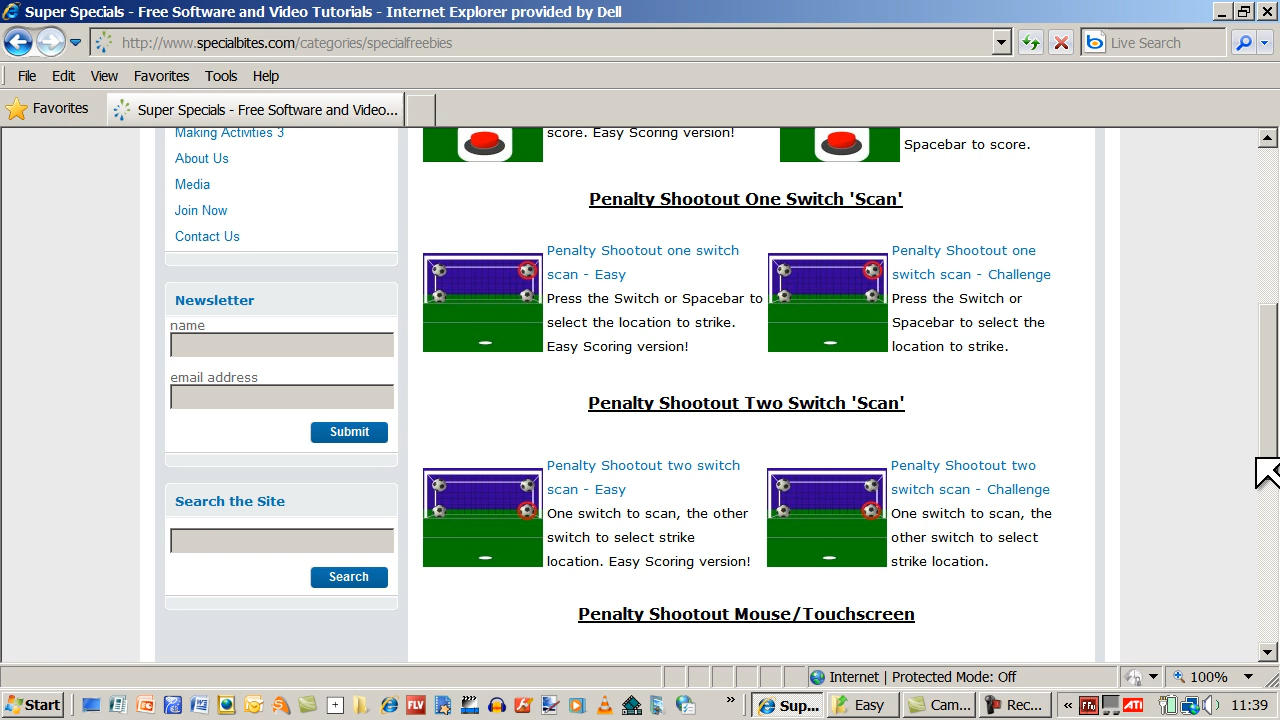 Super Specials - Free Software and Video Tutorials - Internet Explorer provided by Dell
http://www.specialbites.com/categories/specialfreebies
Live Search
File Edit View Favorites Tools Help
Favorites
Super Specials - Free Software and Video...
Making Activities 3
About Us
Media
Join Now
Contact Us
Newsletter
name
email address
Submit
Search the Site
Search
score. Easy Scoring version!
Spacebar to score.
Penalty Shootout One Switch 'Scan'
Penalty Shootout one switch
scan - Easy
Press the Switch or Spacebar to
select the location to strike.
Easy Scoring version!
Penalty Shootout one
switch scan - Challenge
Press the Switch or
Spacebar to select the
location to strike.
Penalty Shootout Two Switch 'Scan'
Penalty Shootout two switch
scan - Easy
One switch to scan, the other
switch to select strike
location. Easy Scoring version!
Penalty Shootout two
switch scan - Challenge
One switch to scan, the
other switch to select
strike location.
Penalty Shootout Mouse/Touchscreen
Internet | Protected Mode: Off
100%
Start
FLV
Sup...
Easy
Cam...
Rec...
ATI
11:39